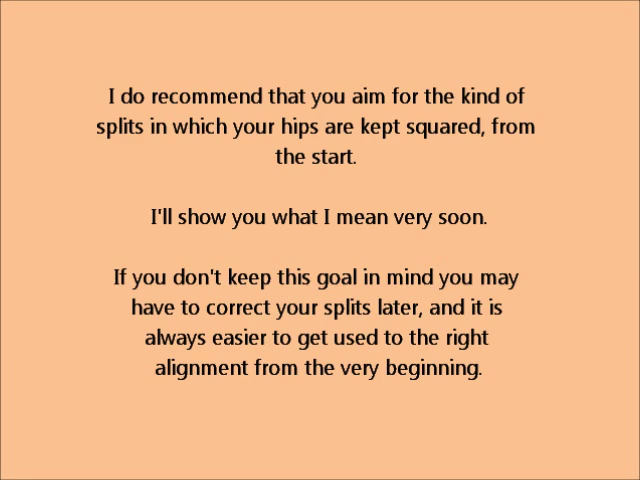 I do recommend that you aim for the kind of
splits in which your hips are kept squared, from
the start.
I'll show you what I mean very soon.
If you don't keep this goal in mind you may
have to correct your splits later, and it is
always easier to get used to the right
alignment from the very beginning.